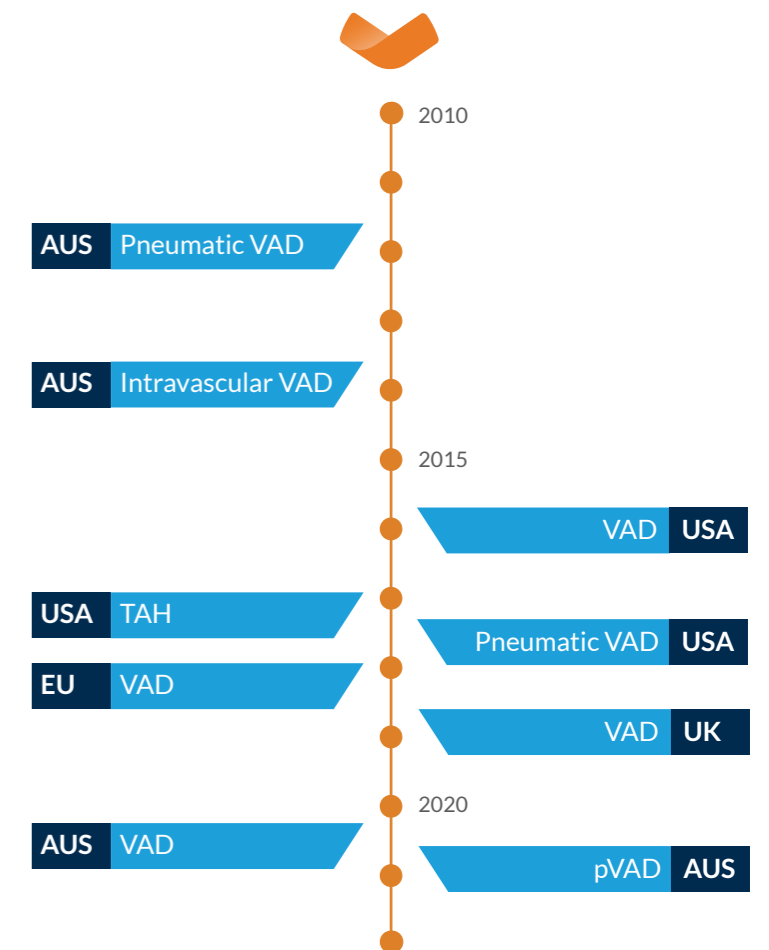 2010
AUS Pneumatic VAD
AUS Intravascular VAD
2015
VAD USA
USA TAH
Pneumatic VAD USA
EU VAD
VAD UK
2020
AUS VAD
pVAD AUS